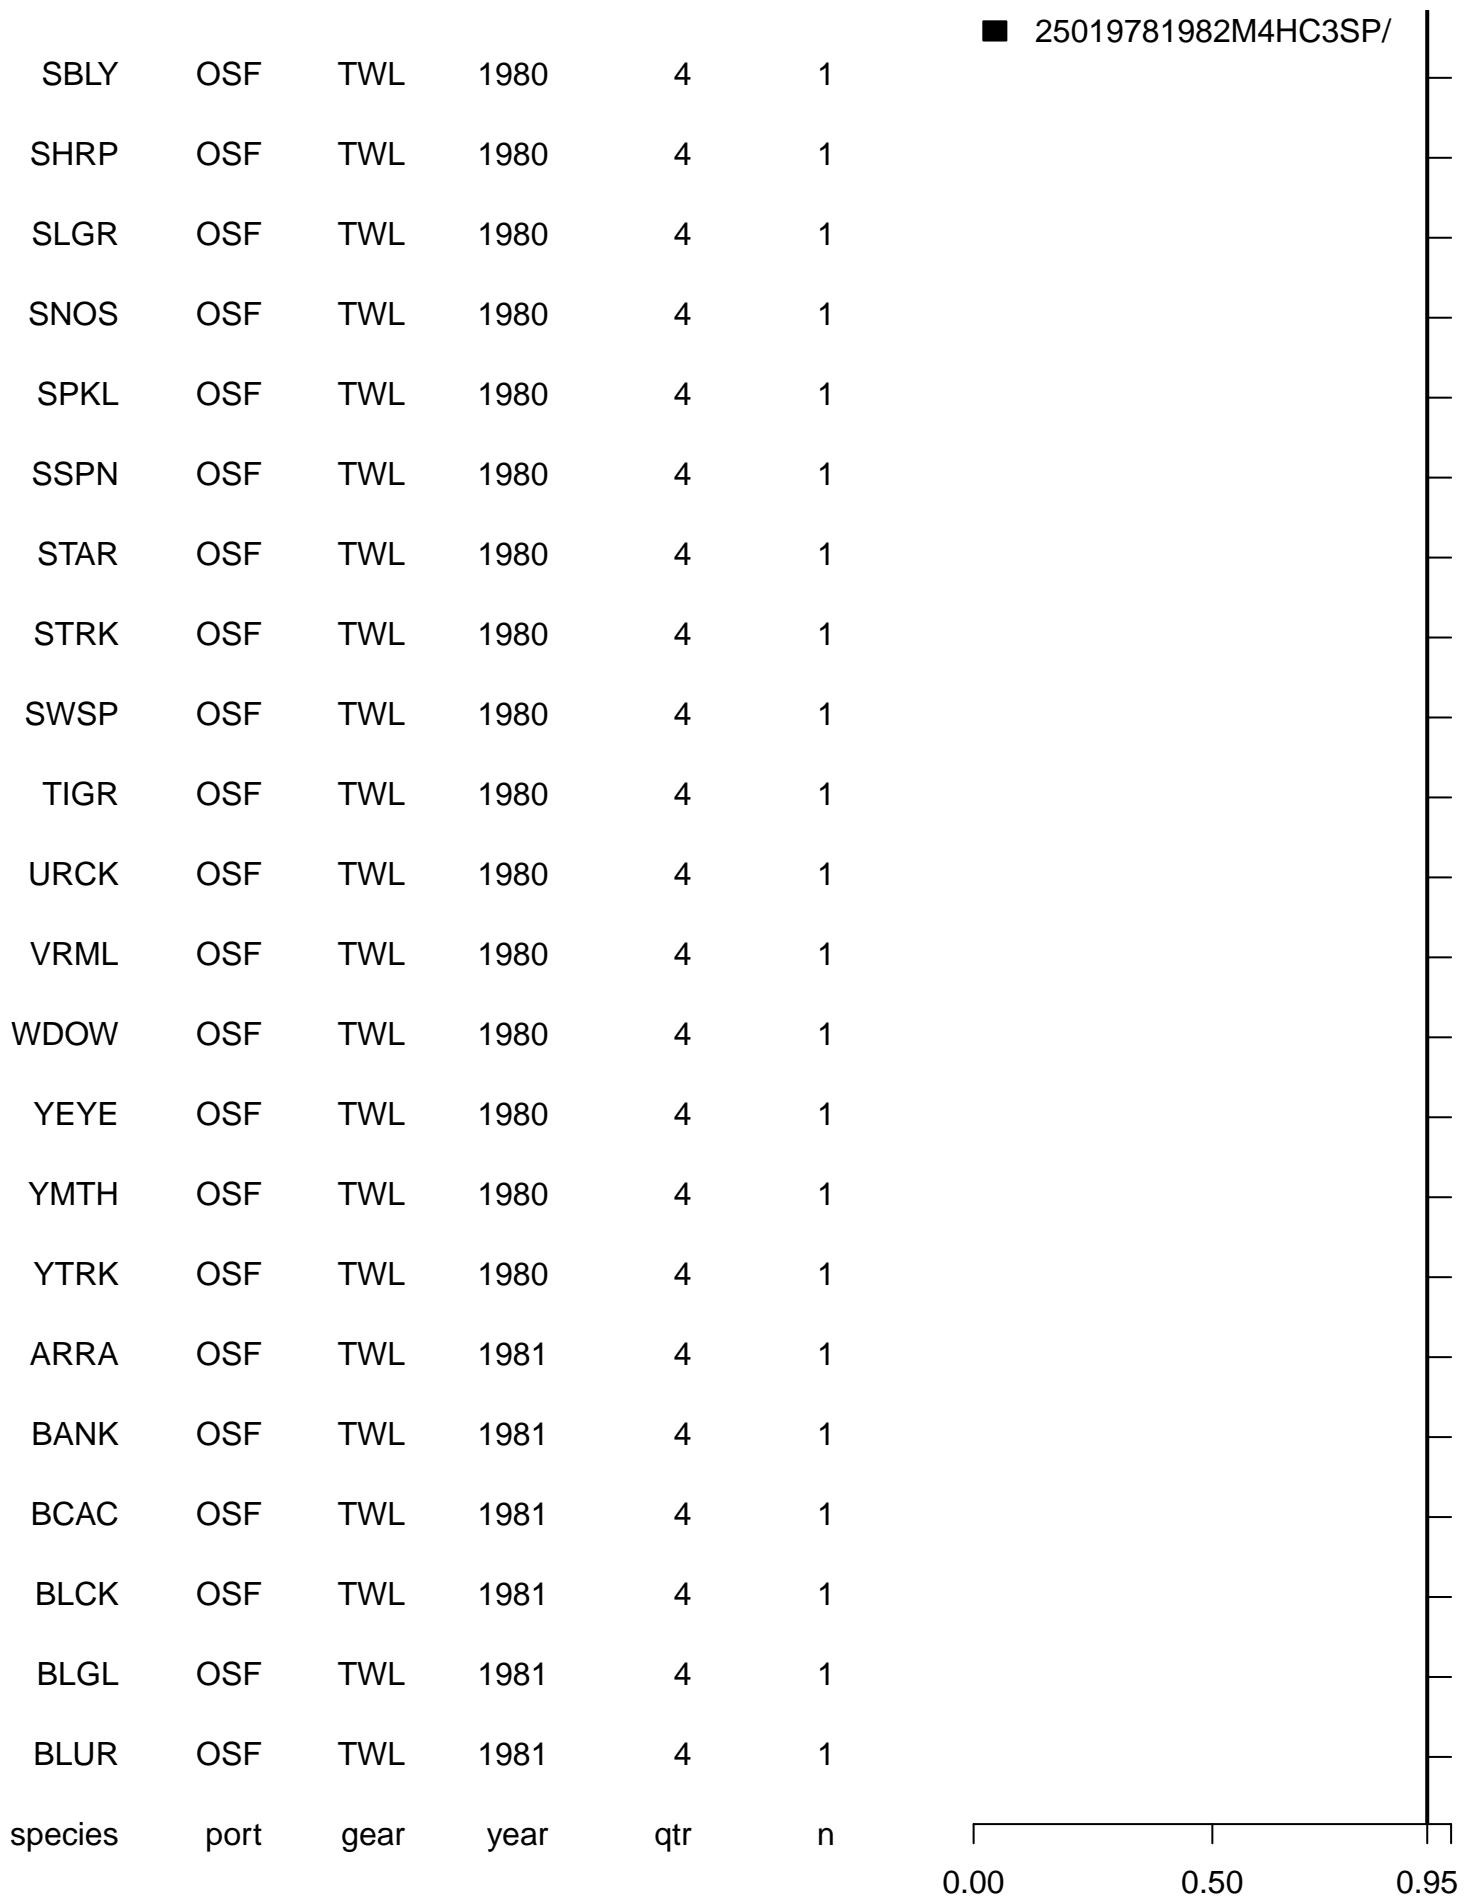 25019781982M4HC3SP/
SBLY OSF TWL 1980 4 1
SHRP OSF TWL 1980 4 1
SLGR OSF TWL 1980 4 1
SNOS OSF TWL 1980 4 1
SPKL OSF TWL 1980 4 1
SSPN OSF TWL 1980 4 1
STAR OSF TWL 1980 4 1
STRK OSF TWL 1980 4 1
SWSP OSF TWL 1980 4 1
TIGR OSF TWL 1980 4 1
URCK OSF TWL 1980 4 1
VRML OSF TWL 1980 4 1
WDOW OSF TWL 1980 4 1
YEYE OSF TWL 1980 4 1
YMTH OSF TWL 1980 4 1
YTRK OSF TWL 1980 4 1
ARRA OSF TWL 1981 4 1
BANK OSF TWL 1981 4 1
BCAC OSF TWL 1981 4 1
BLCK OSF TWL 1981 4 1
BLGL OSF TWL 1981 4 1
BLUR OSF TWL 1981 4 1
species port gear year qtr n
0.00 0.50 0.95